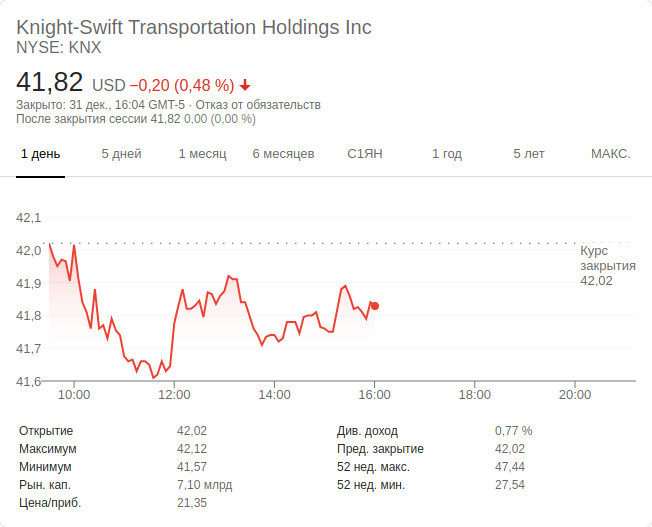 Knight-Swift Transportation Holdings Inc
NYSE: KNX
41,82 USD −0,20 (0,48 %)
Закрыто: 31 дек., 16:04 GMT-5 · Отказ от обязательств
После закрытия сессии 41,82 0,00 (0,00 %)
1 день 5 дней 1 месяц 6 месяцев С1ЯН 1 год 5 лет МАКС.
42,1
42,0
41,9
41,8
41,7
41,6
Курс
закрытия
42,02
10:00 12:00 14:00 16:00 18:00 20:00
Открытие 42,02
Максимум 42,12
Минимум 41,57
Рын. кап. 7,10 млрд
Цена/приб. 21,35
Див. доход 0,77 %
Пред. закрытие 42,02
52 нед. макс. 47,44
52 нед. мин. 27,54